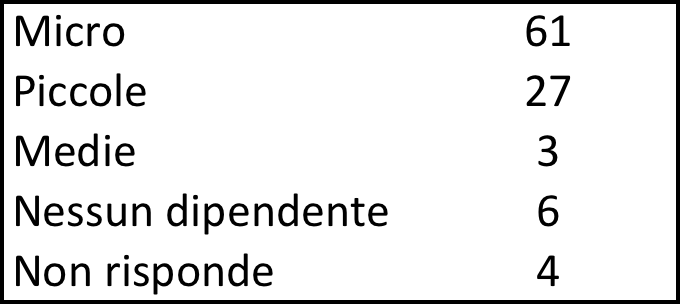 Micro 61
Piccole 27
Medie 3
Nessun dipendente 6
Non risponde 4